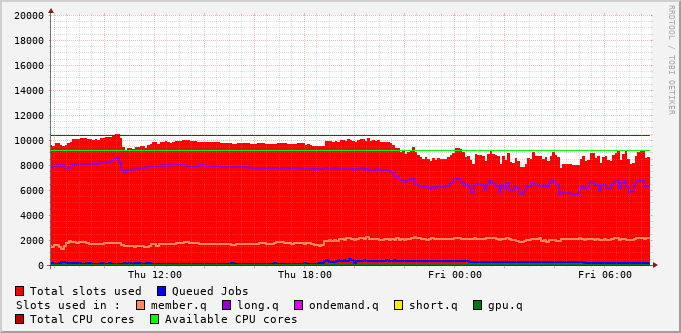 20000
18000
16000
14000
12000
10000
8000
6000
4000
2000
0
Thu 12:00 Thu 18:00 Fri 00:00 Fri 06:00
RRDTOOL / TOBI OETIKER
Total slots used Queued Jobs
Slots used in : member.q long.q ondemand.q short.q gpu.q
Total CPU cores Available CPU cores